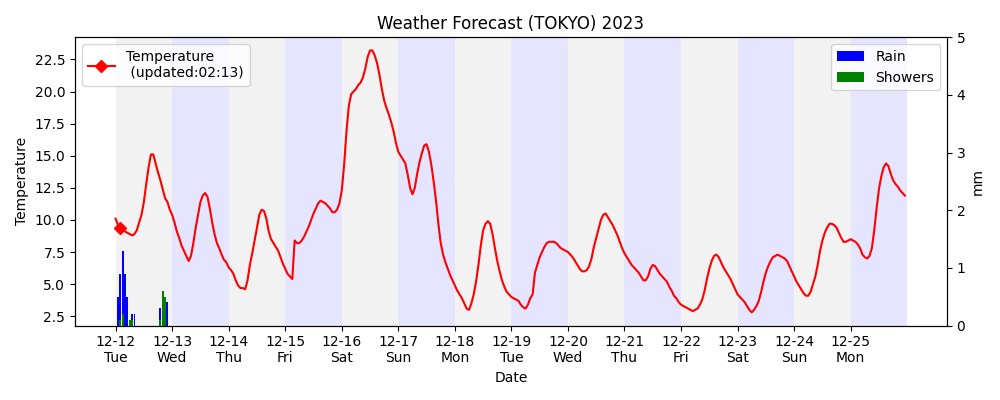 Weather Forecast (TOKYO) 2023
Temperature
(updated:02:13)
Rain
Showers
Temperature
22.5
20.0
17.5
15.0
12.5
10.0
7.5
5.0
2.5
5
4
3
2
1
0
mm
12-12 12-13 12-14 12-15 12-16 12-17 12-18 12-19 12-20 12-21 12-22 12-23 12-24 12-25
Tue Wed Thu Fri Sat Sun Mon Tue Wed Thu Fri Sat Sun Mon
Date